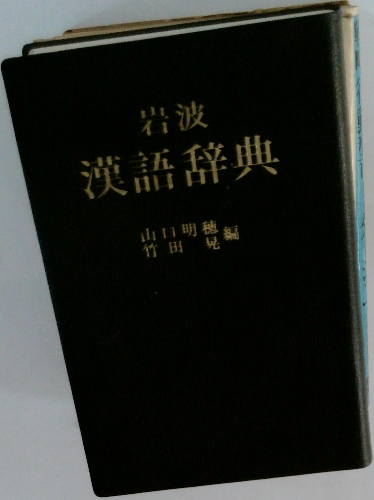 岩波
漢語辞典
山口明穂
竹田 晃 編